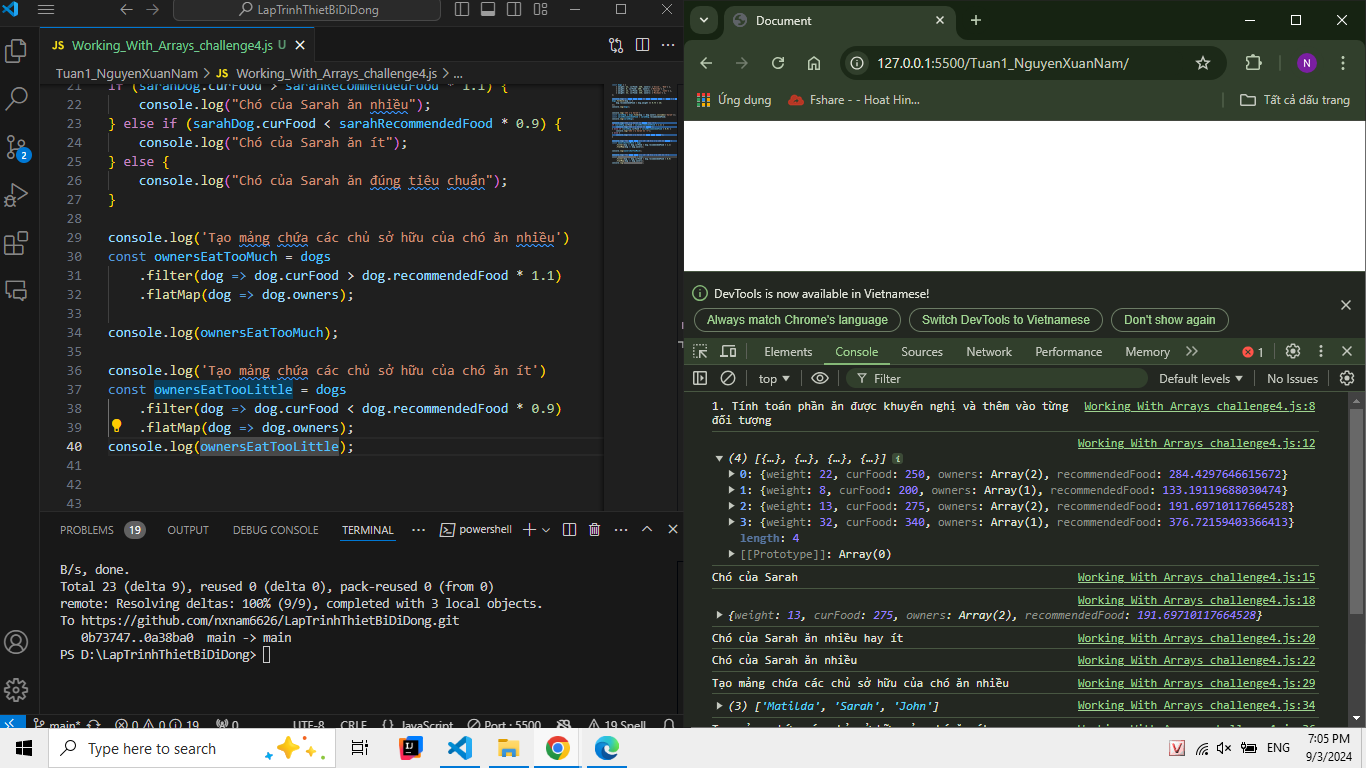 LapTrinhThietBiDiDong
JS Working_With_Arrays_challenge4.js U
Tuan1_NguyenXuanNam > JS Working_With_Arrays_challenge4.js > ...
21 if (sarahDog.curFood > sarahRecommendedFood * 1.1) {
22 console.log("Chó của Sarah ăn nhiều");
23 } else if (sarahDog.curFood < sarahRecommendedFood * 0.9) {
24 console.log("Chó của Sarah ăn ít");
25 } else {
26 console.log("Chó của Sarah ăn đúng tiêu chuẩn");
27 }
28
29 console.log('Tạo mảng chứa các chủ sở hữu của chó ăn nhiều')
30 const ownersEatTooMuch = dogs
31 .filter(dog => dog.curFood > dog.recommendedFood * 1.1)
32 .flatMap(dog => dog.owners);
33
34 console.log(ownersEatTooMuch);
35
36 console.log('Tạo mảng chứa các chủ sở hữu của chó ăn ít')
37 const ownersEatTooLittle = dogs
38 .filter(dog => dog.curFood < dog.recommendedFood * 0.9)
39 .flatMap(dog => dog.owners);
40 console.log(ownersEatTooLittle);
41
42
43
2
PROBLEMS 19 OUTPUT DEBUG CONSOLE TERMINAL ... powershell
B/s, done.
Total 23 (delta 9), reused 0 (delta 0), pack-reused 0 (from 0)
remote: Resolving deltas: 100% (9/9), completed with 3 local objects.
To https://github.com/nxnam6626/LapTrinhThietBiDiDong.git
0b73747..0a38ba0 main -> main
PS D:\LapTrinhThietBiDiDong>
main* 0 0 19 0 UTF-8 CRLF {} JavaScript Port : 5500 19 Spell
Document
127.0.0.1:5500/Tuan1_NguyenXuanNam/
N
Ứng dụng Fshare - - Hoat Hin... Tất cả dấu trang
DevTools is now available in Vietnamese!
Always match Chrome's language Switch DevTools to Vietnamese Don't show again
Elements Console Sources Network Performance Memory 1
top Filter Default levels No Issues
1. Tính toán phần ăn được khuyến nghị và thêm vào từng Working With Arrays challenge4.js:8
đối tượng
Working With Arrays challenge4.js:12
(4) [{…}, {…}, {…}, {…}] i
0: {weight: 22, curFood: 250, owners: Array(2), recommendedFood: 284.4297646615672}
1: {weight: 8, curFood: 200, owners: Array(1), recommendedFood: 133.19119688030474}
2: {weight: 13, curFood: 275, owners: Array(2), recommendedFood: 191.69710117664528}
3: {weight: 32, curFood: 340, owners: Array(1), recommendedFood: 376.72159403366413}
length: 4
[[Prototype]]: Array(0)
Chó của Sarah Working With Arrays challenge4.js:15
Working With Arrays challenge4.js:18
{weight: 13, curFood: 275, owners: Array(2), recommendedFood: 191.69710117664528}
Chó của Sarah ăn nhiều hay ít Working With Arrays challenge4.js:20
Chó của Sarah ăn nhiều Working With Arrays challenge4.js:22
Tạo mảng chứa các chủ sở hữu của chó ăn nhiều Working With Arrays challenge4.js:29
(3) ['Matilda', 'Sarah', 'John'] Working With Arrays challenge4.js:34
Type here to search
ENG
7:05 PM
9/3/2024